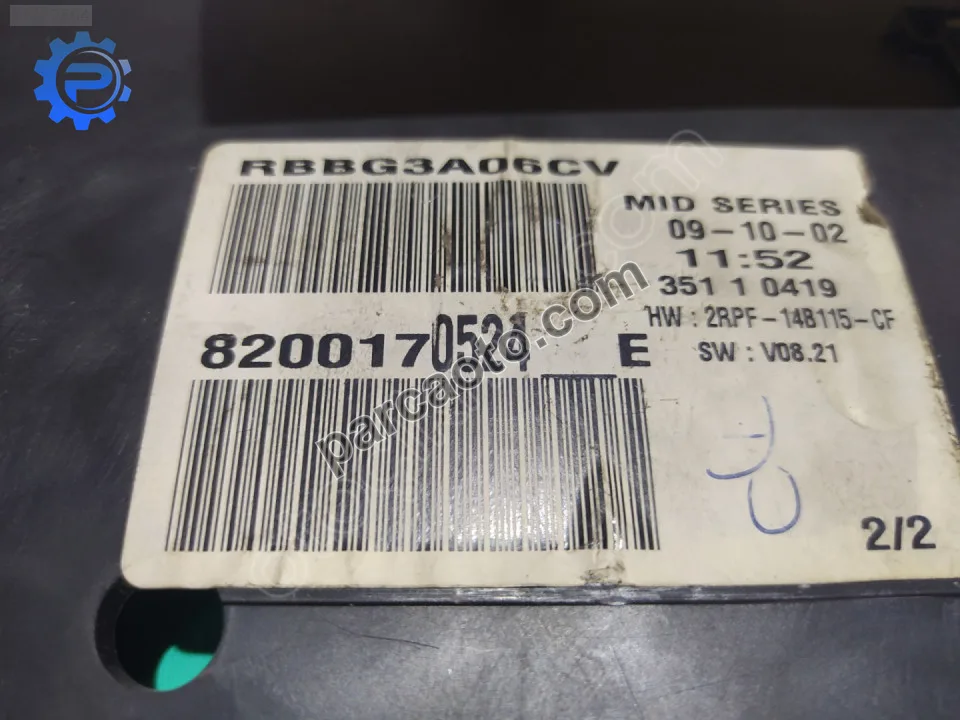 RBBG3A06CV
MID SERIES
09-10-02
11:52
351 1 0419
HW : 2RPF-14B115-CF
SW : V08.21
E
parcaoto.com
2/2